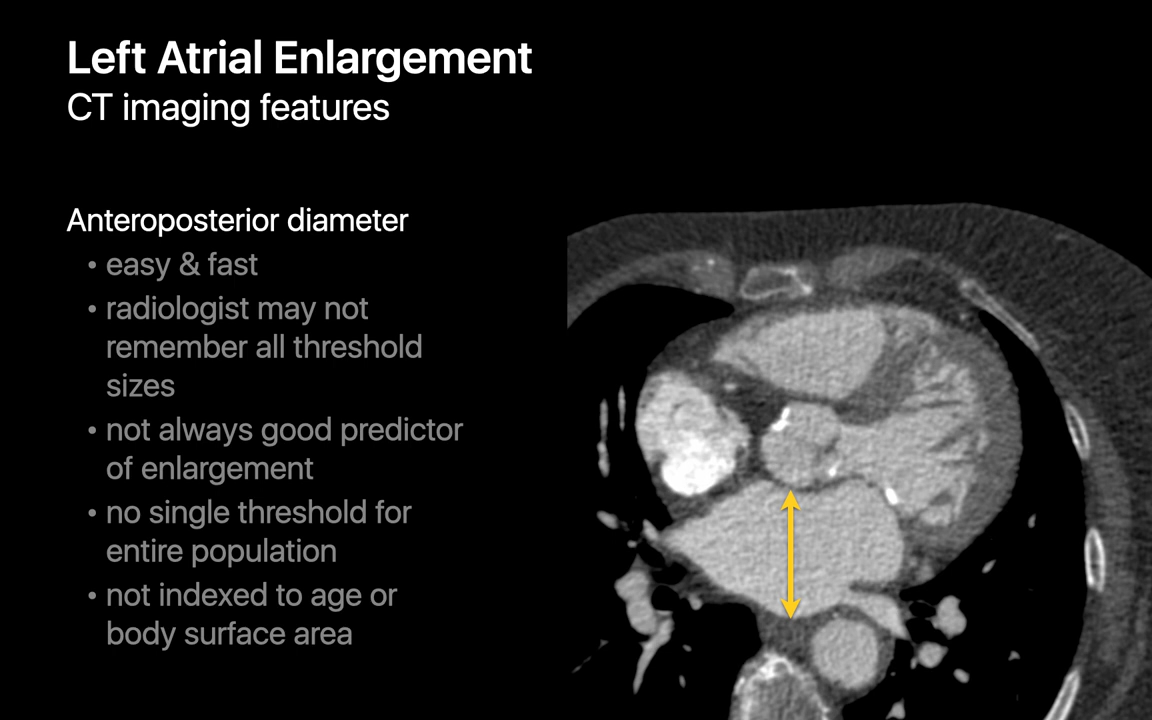 Left Atrial Enlargement
CT imaging features
Anteroposterior diameter
• easy & fast
• radiologist may not
remember all threshold
sizes
• not always good predictor
of enlargement
• no single threshold for
entire population
• not indexed to age or
body surface area